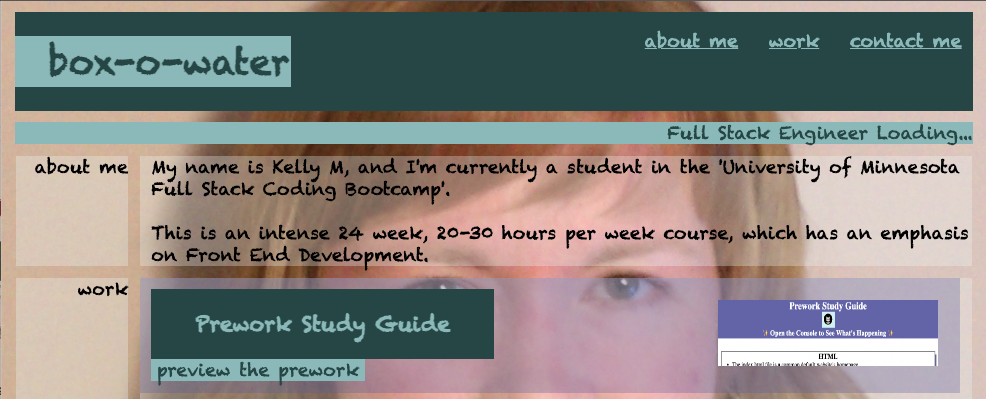 box-o-water
about me work contact me
Full Stack Engineer Loading...
about me
My name is Kelly M, and I'm currently a student in the 'University of Minnesota
Full Stack Coding Bootcamp'.
This is an intense 24 week, 20-30 hours per week course, which has an emphasis
on Front End Development.
work
Prework Study Guide
preview the prework
Prework Study Guide
✨ Open the Console to See What's Happening ✨
HTML